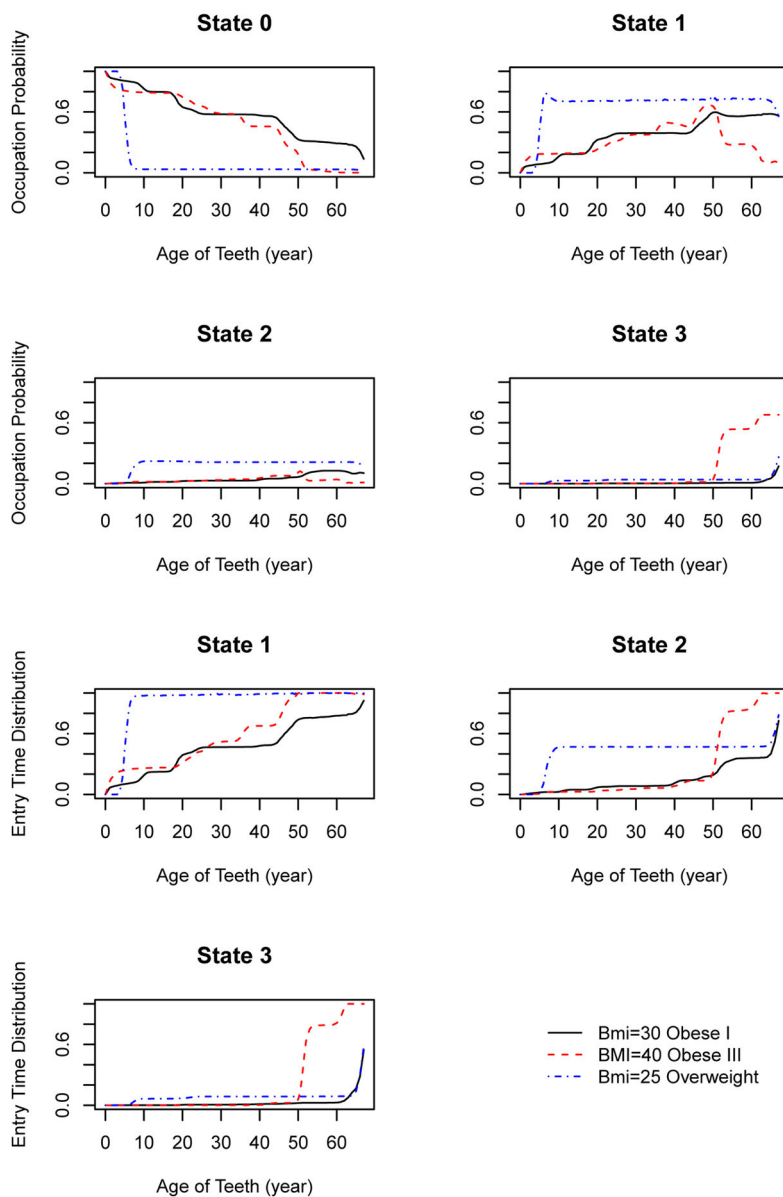 State 0
State 1
Occupation Probability
0.0 0.6
0 10 20 30 40 50 60
Age of Teeth (year)
0.0 0.6
0 10 20 30 40 50 60
Age of Teeth (year)
State 2
State 3
Occupation Probability
0.0 0.6
0 10 20 30 40 50 60
Age of Teeth (year)
0.0 0.6
0 10 20 30 40 50 60
Age of Teeth (year)
State 1
State 2
Entry Time Distribution
0.0 0.6
0 10 20 30 40 50 60
Age of Teeth (year)
0.0 0.6
0 10 20 30 40 50 60
Age of Teeth (year)
State 3
Entry Time Distribution
0.0 0.6
0 10 20 30 40 50 60
Age of Teeth (year)
Bmi=30 Obese I
BMI=40 Obese III
Bmi=25 Overweight